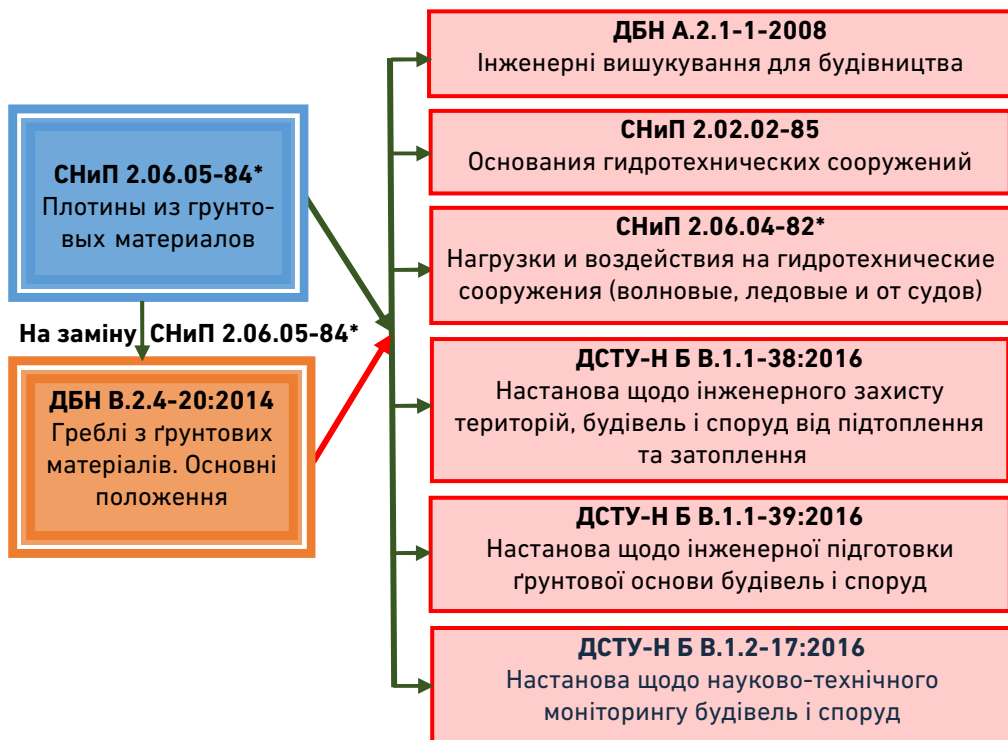 СНиП 2.06.05-84*
Плотины из грунто-
вых материалов
На заміну СНиП 2.06.05-84*
ДБН В.2.4-20:2014
Греблі з ґрунтових
матеріалів. Основні
положення
ДБН А.2.1-1-2008
Інженерні вишукування для будівництва
СНиП 2.02.02-85
Основания гидротехнических сооружений
СНиП 2.06.04-82*
Нагрузки и воздействия на гидротехнические
сооружения (волновые, ледовые и от судов)
ДСТУ-Н Б В.1.1-38:2016
Настанова щодо інженерного захисту
територій, будівель і споруд від підтоплення
та затоплення
ДСТУ-Н Б В.1.1-39:2016
Настанова щодо інженерної підготовки
ґрунтової основи будівель і споруд
ДСТУ-Н Б В.1.2-17:2016
Настанова щодо науково-технічного
моніторингу будівель і споруд